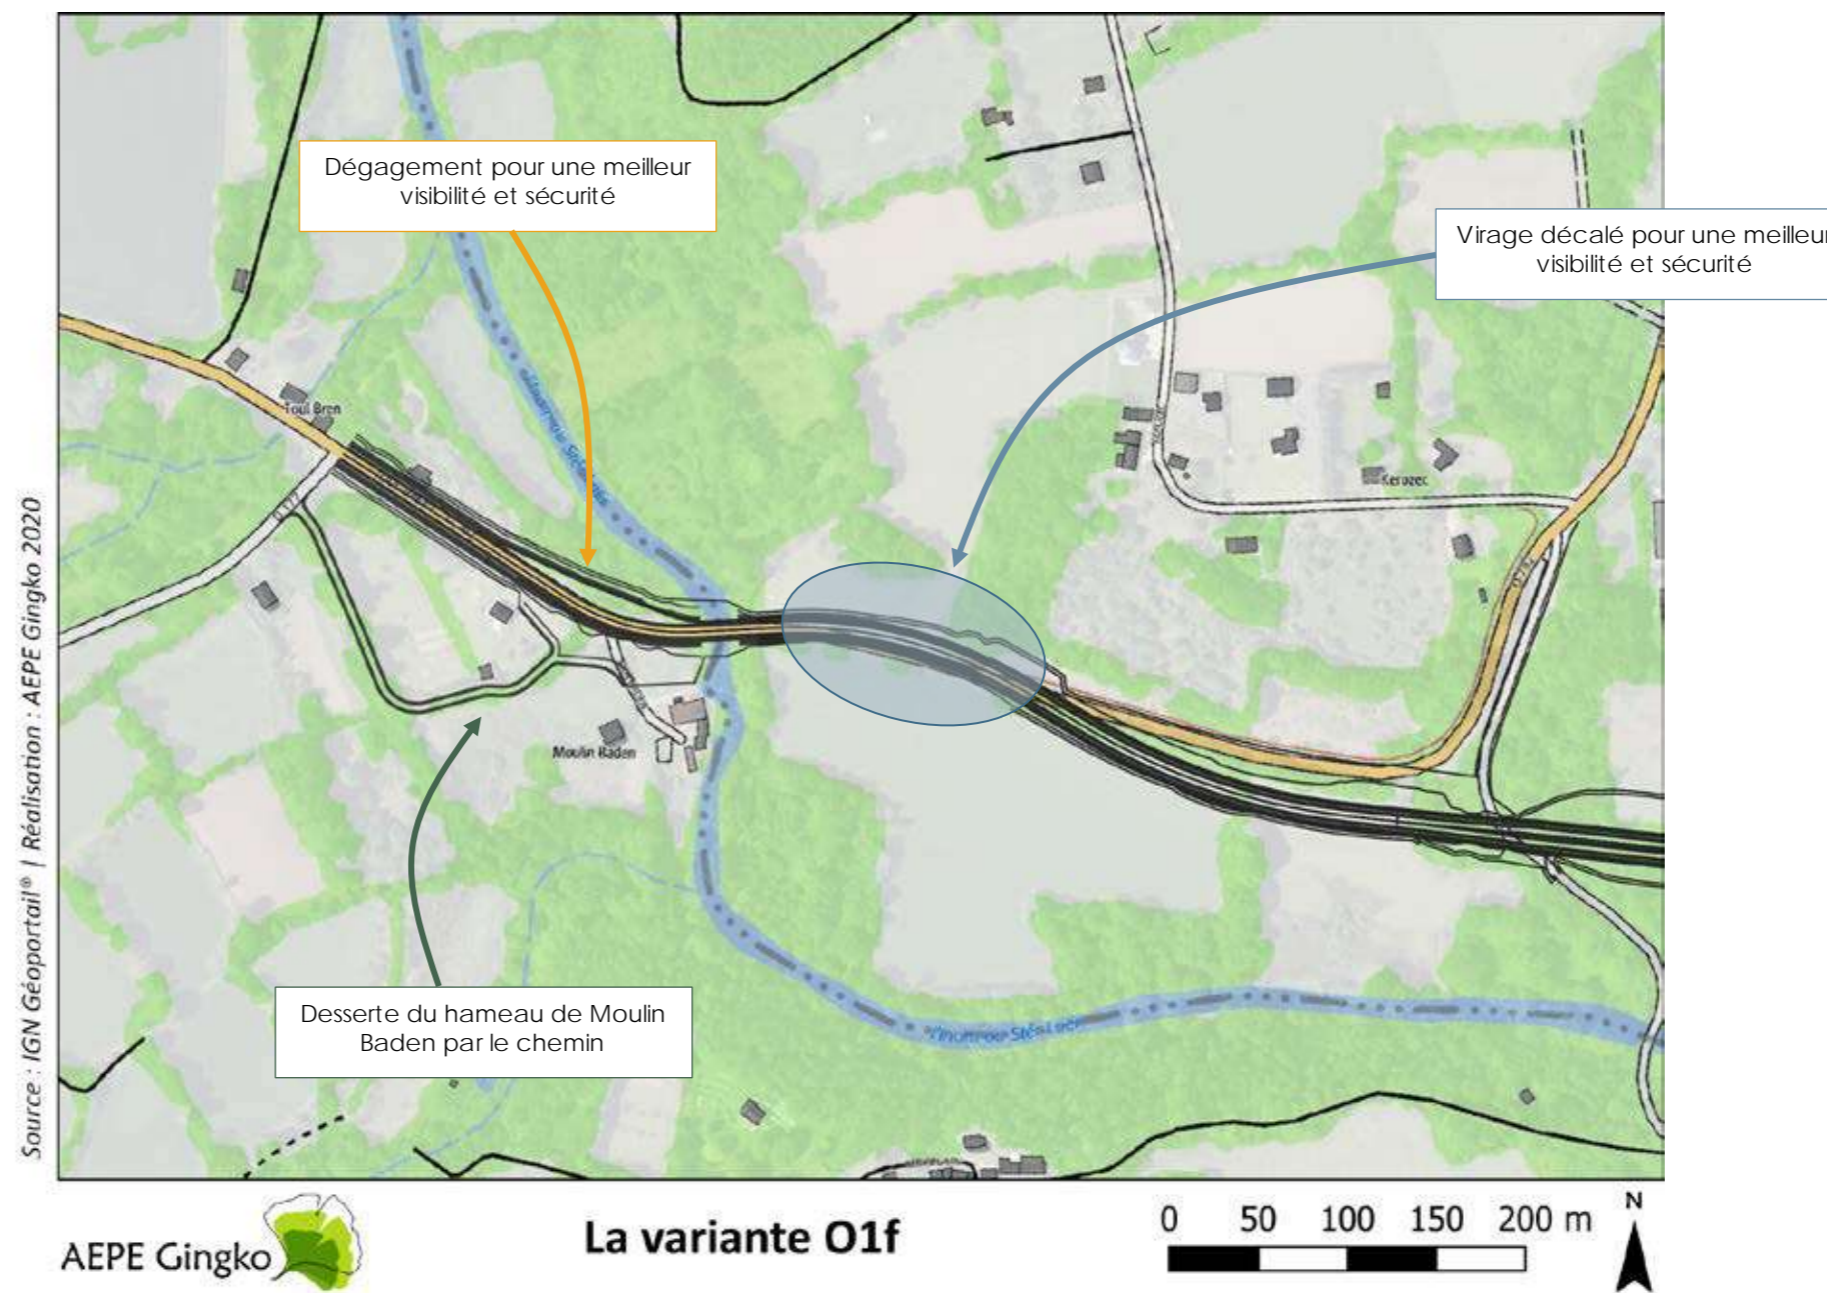 Dégagement pour une meilleur
visibilité et sécurité
Virage décalé pour une meilleur
visibilité et sécurité
Toul Bren
Kerozec
Moulin Baden
Desserte du hameau de Moulin
Baden par le chemin
Source : IGN Géoportail® | Réalisation : AEPE Gingko 2020
AEPE Gingko
La variante O1f
0 50 100 150 200 m
N